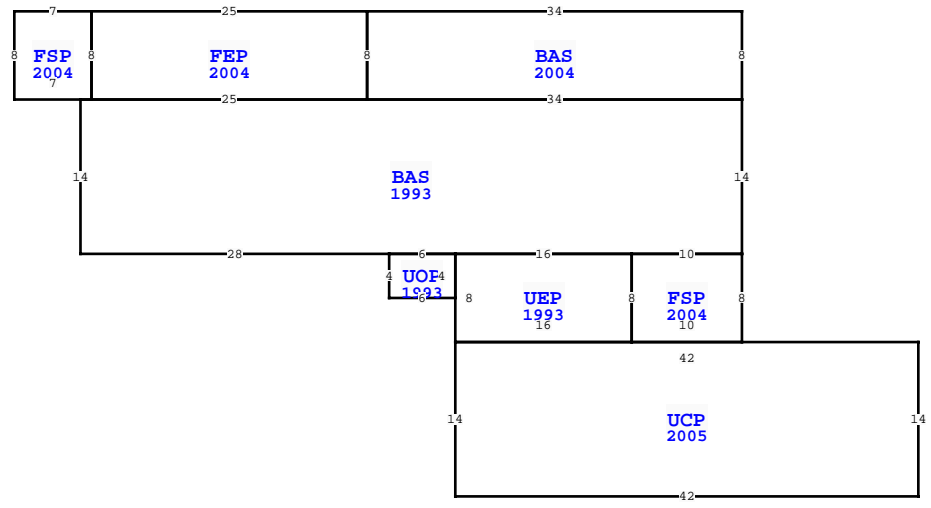 7 25 34
8 FSP 8 FEP 8 BAS 8
2004 2004 2004
7
25 34
14 BAS 14
1993
28 6 16 10
4 UOP 4
1993
6 8 UEP 8 FSP 8
1993 2004
16 10
42
14 UCP 14
2005
42